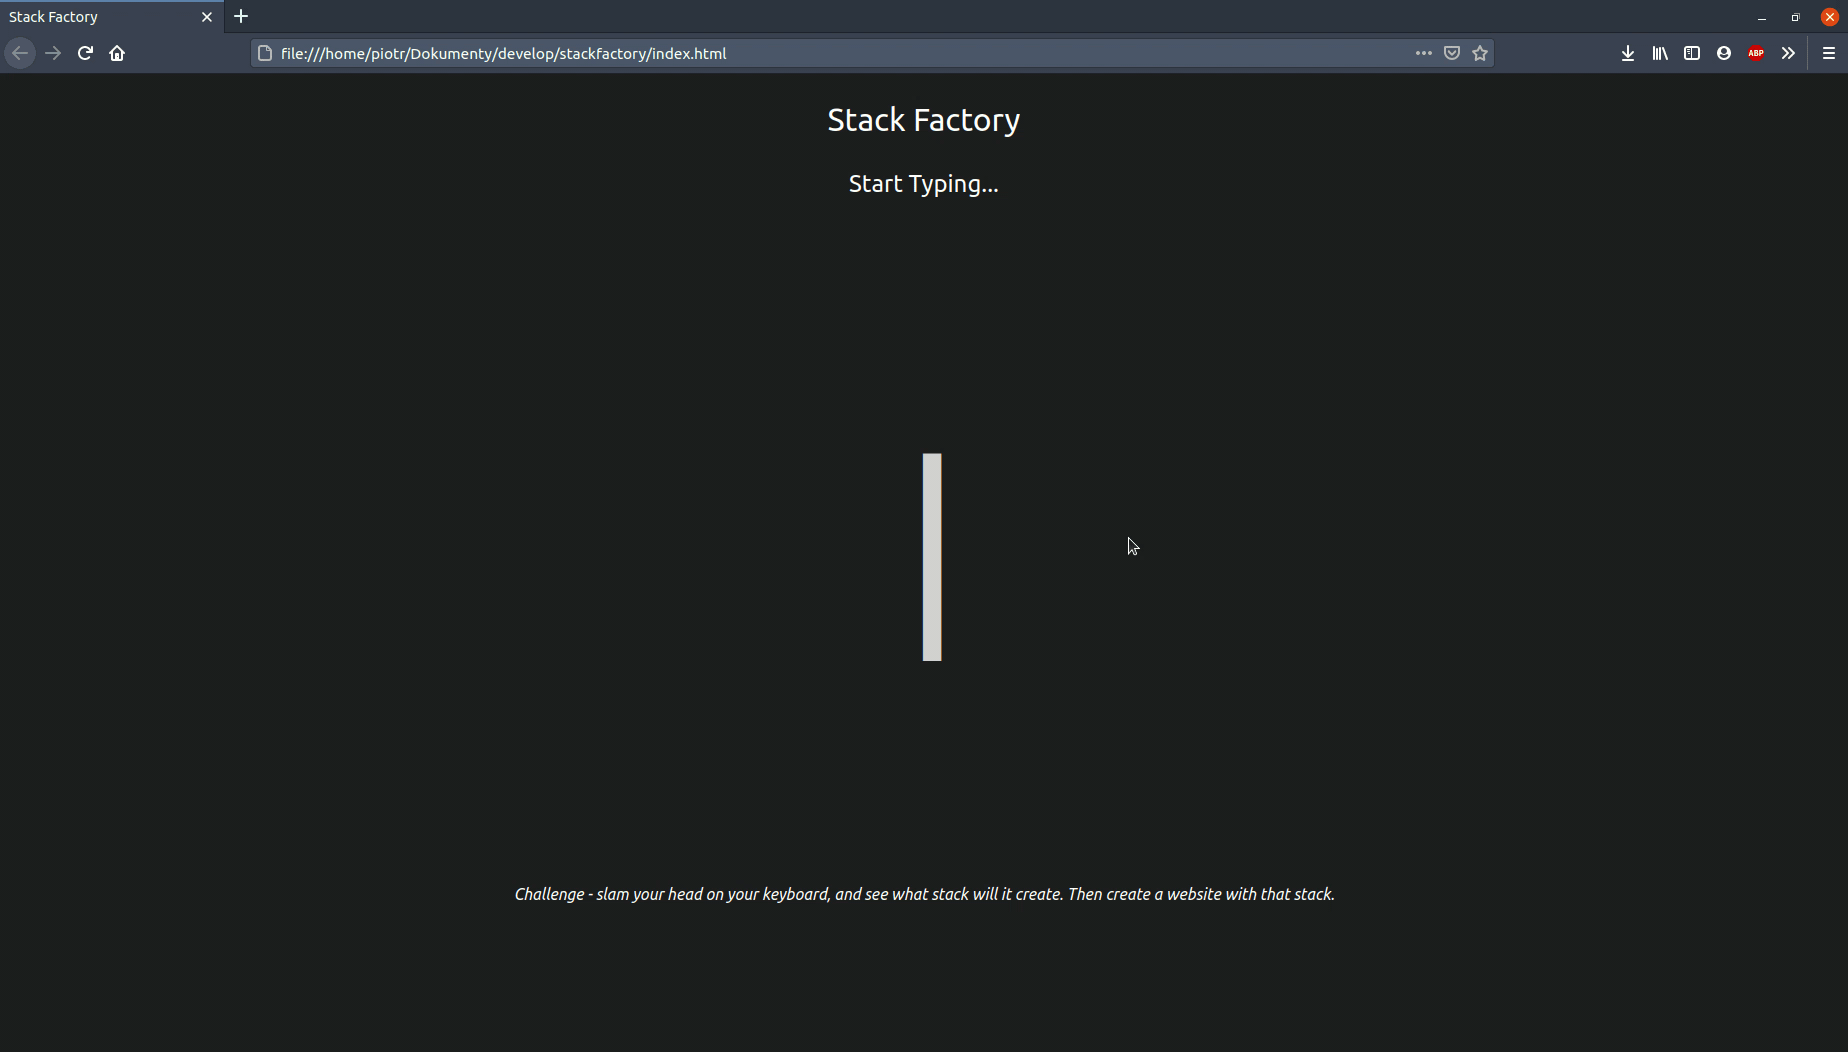 Stack Factory
file:///home/piotr/Dokumenty/develop/stackfactory/index.html
ABP
Stack Factory
Start Typing...
Challenge - slam your head on your keyboard, and see what stack will it create. Then create a website with that stack.